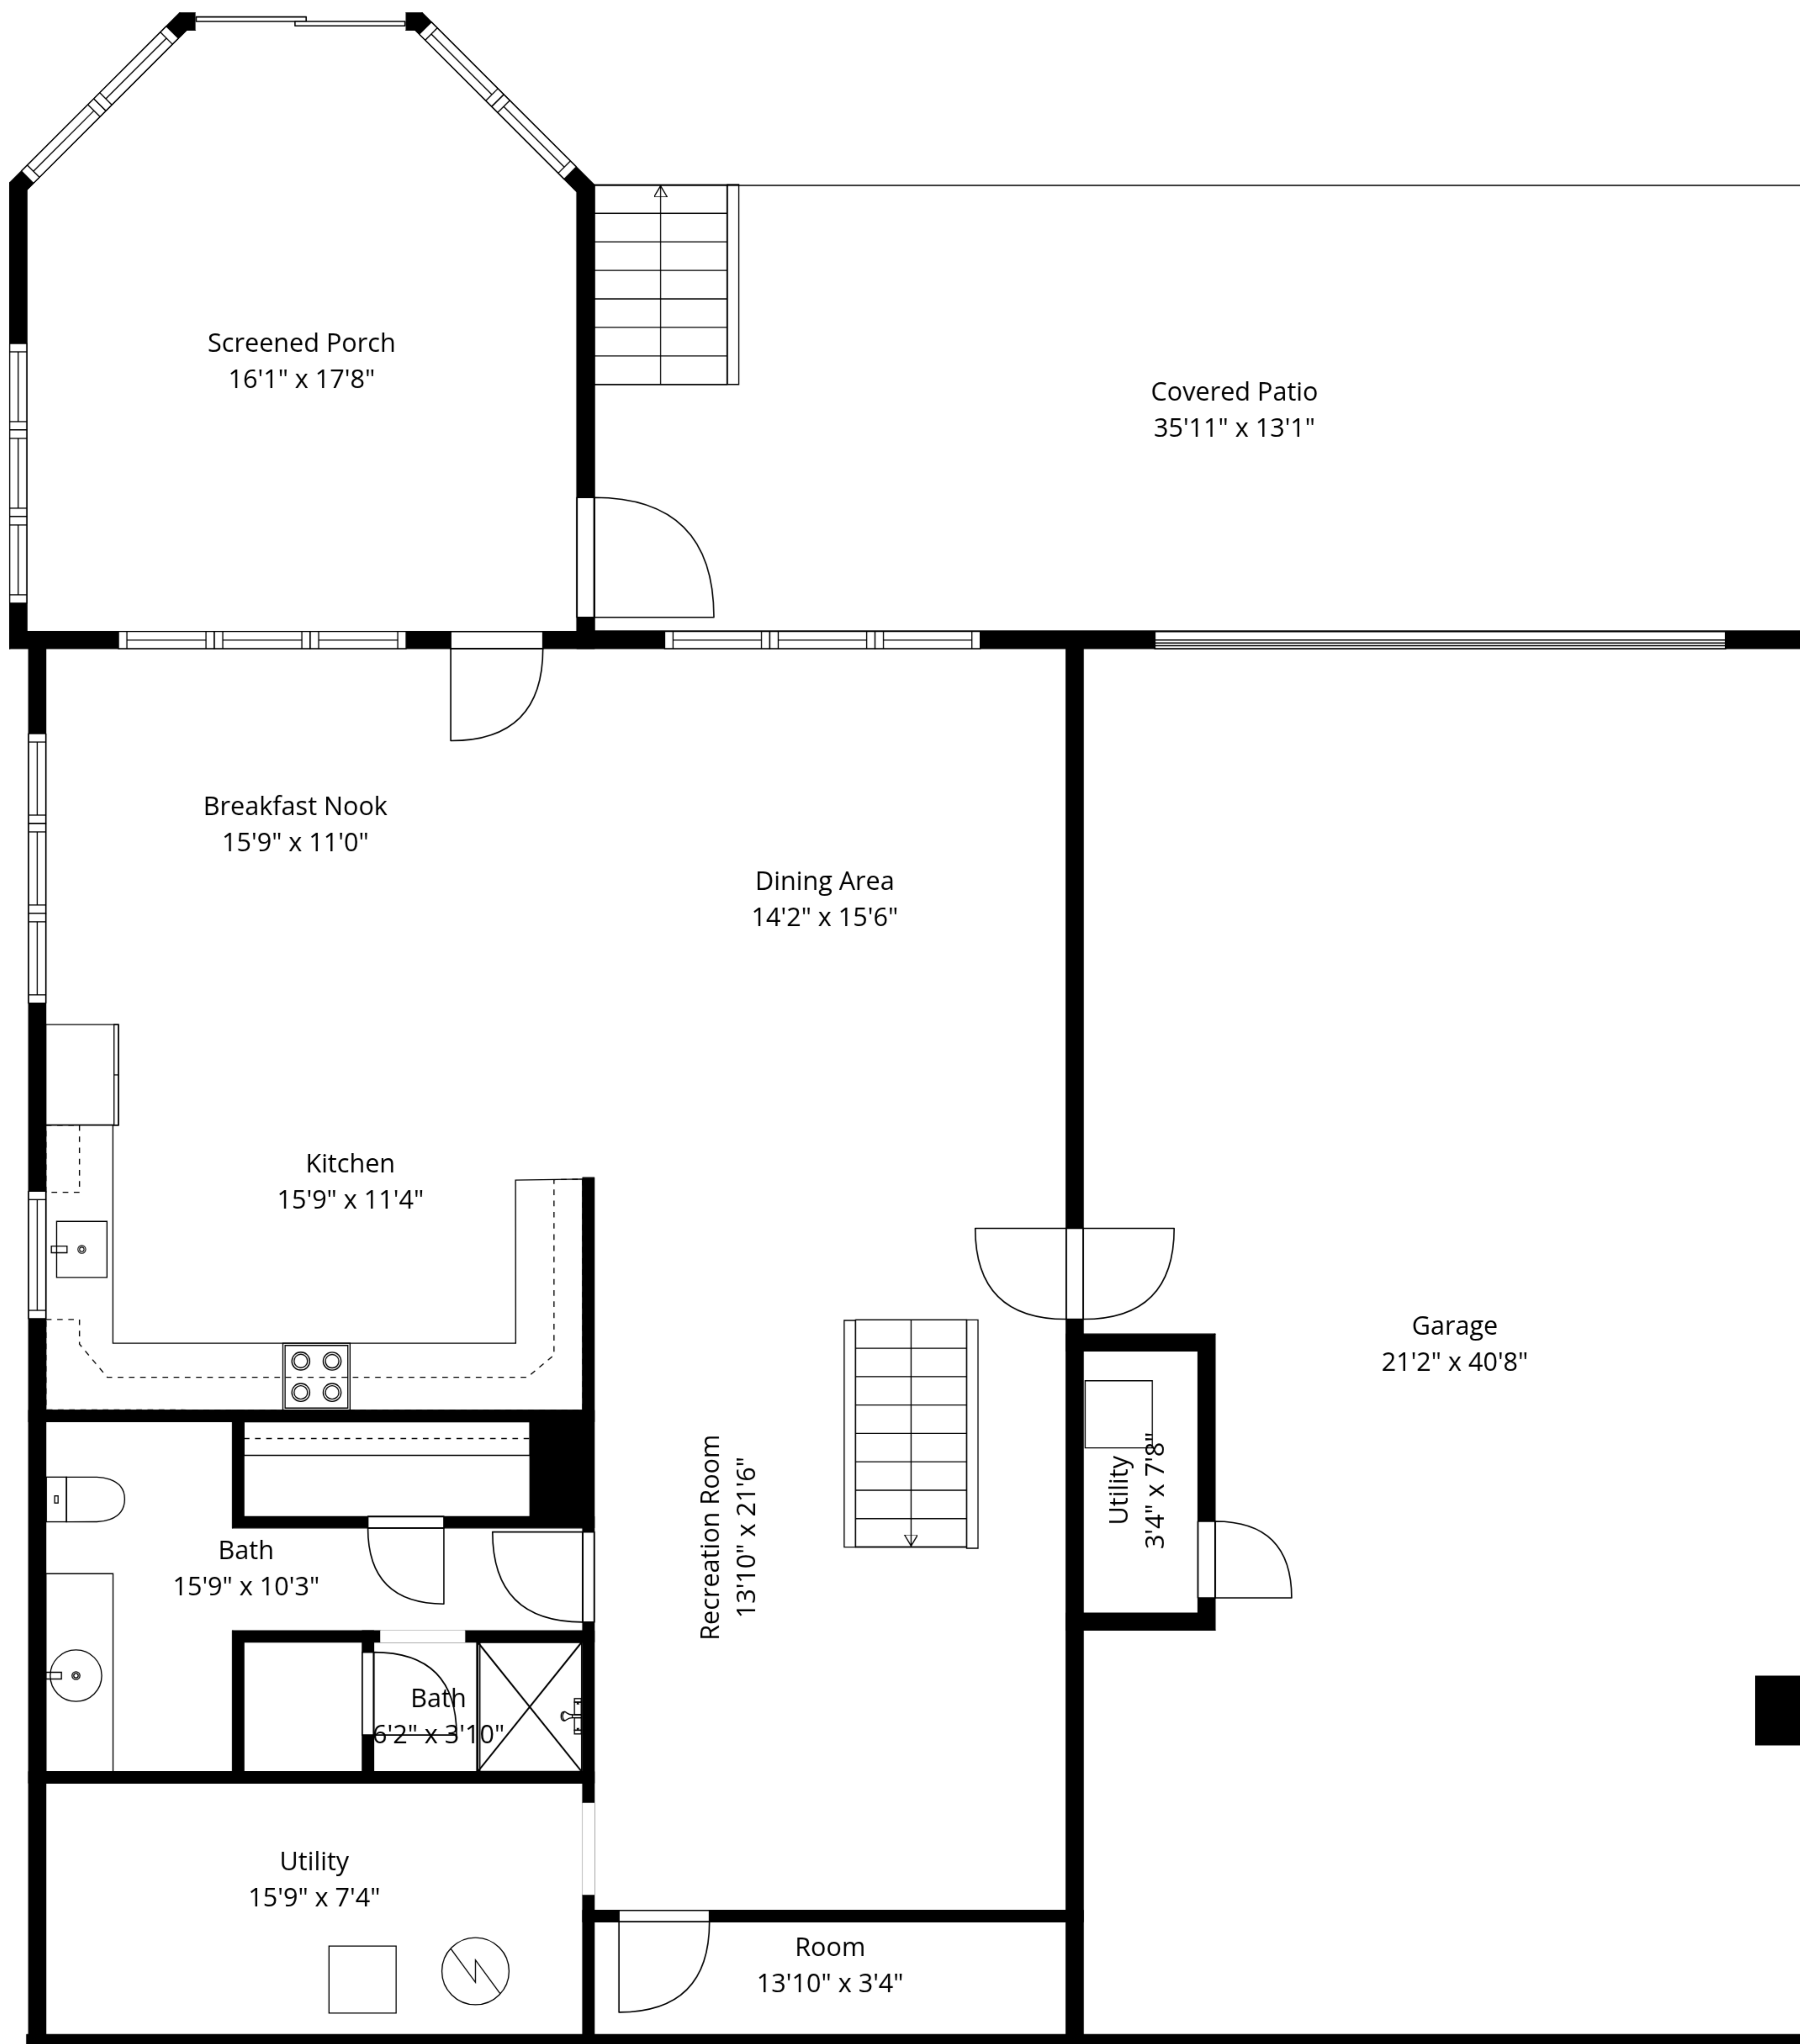 Screened Porch
16'1" x 17'8"
Covered Patio
35'11" x 13'1"
Breakfast Nook
15'9" x 11'0"
Dining Area
14'2" x 15'6"
Kitchen
15'9" x 11'4"
Garage
21'2" x 40'8"
Recreation Room
13'10" x 21'6"
Utility
3'4" x 7'8"
Bath
15'9" x 10'3"
Bath
6'2" x 3'10"
Utility
15'9" x 7'4"
Room
13'10" x 3'4"